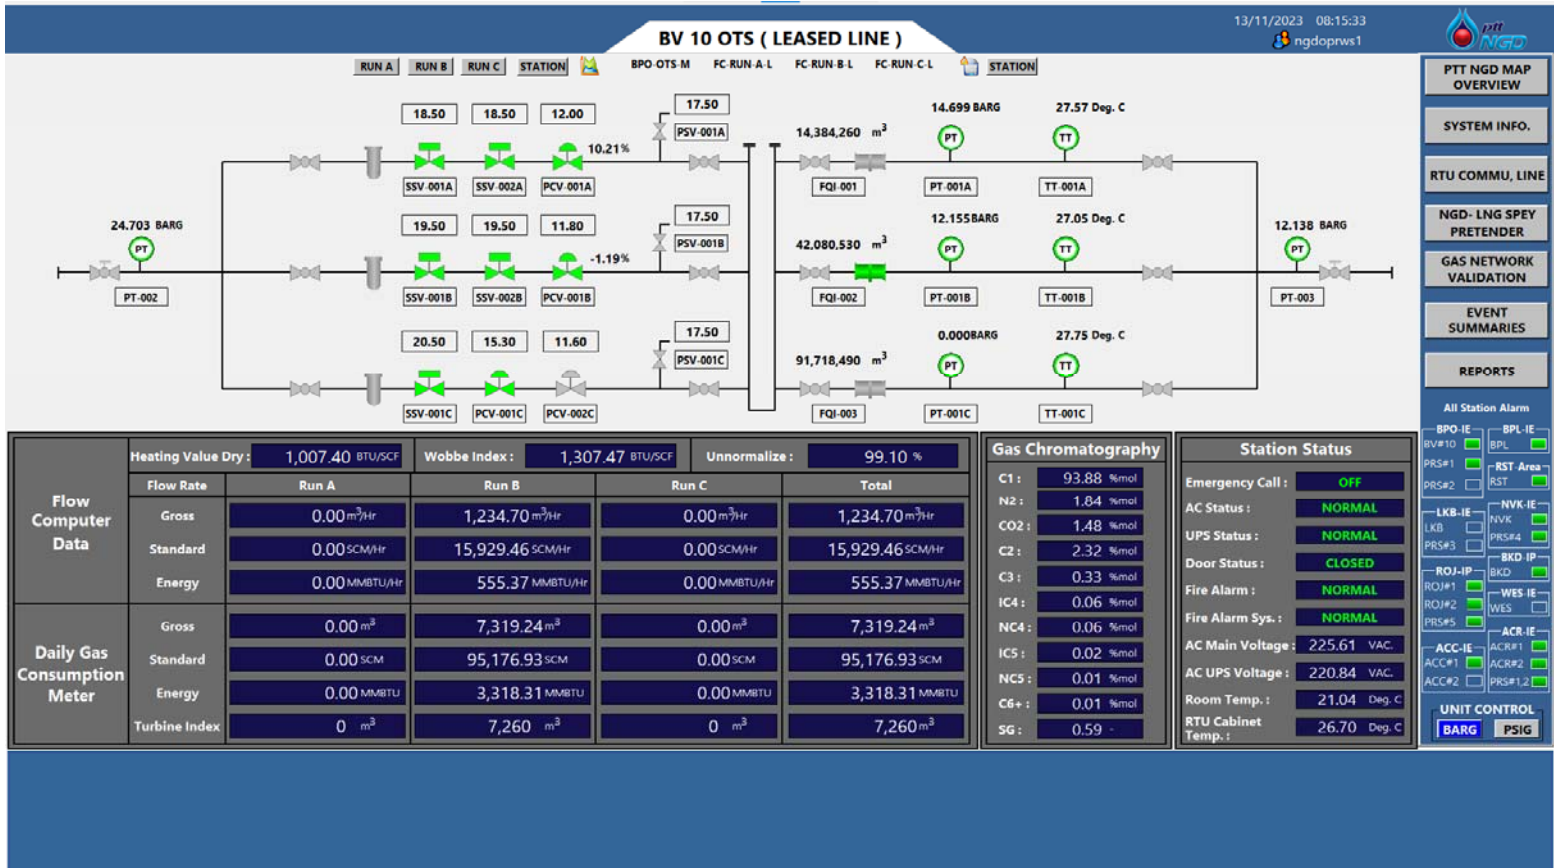 13/11/2023 08:15:33
ngdoprws1
BV 10 OTS ( LEASED LINE )
ptt
NGD
RUN A RUN B RUN C STATION BPO-OTS-M FC-RUN-A-L FC-RUN-B-L FC-RUN-C-L STATION
18.50 18.50 12.00 17.50 14.699 BARG 27.57 Deg. C
10.21% PSV-001A 14,384,260 m³ PT TT
SSV-001A SSV-002A PCV-001A FQI-001 PT-001A TT-001A
24.703 BARG 19.50 19.50 11.80 17.50 12.155BARG 27.05 Deg. C 12.138 BARG
PT -1.19% PSV-001B 42,080,530 m³ PT TT PT
PT-002 SSV-001B SSV-002B PCV-001B FQI-002 PT-001B TT-001B PT-003
20.50 15.30 11.60 17.50 0.000BARG 27.75 Deg. C
PSV-001C 91,718,490 m³ PT TT
SSV-001C PCV-001C PCV-002C FQI-003 PT-001C TT-001C
Flow Computer Data
Heating Value Dry : 1,007.40 BTU/SCF Wobbe Index : 1,307.47 BTU/SCF Unnormalize : 99.10 %
Flow Rate Run A Run B Run C Total
Gross 0.00 m³/Hr 1,234.70 m³/Hr 0.00 m³/Hr 1,234.70 m³/Hr
Standard 0.00 SCM/Hr 15,929.46 SCM/Hr 0.00 SCM/Hr 15,929.46 SCM/Hr
Energy 0.00 MMBTU/Hr 555.37 MMBTU/Hr 0.00 MMBTU/Hr 555.37 MMBTU/Hr
Daily Gas Consumption Meter
Gross 0.00 m³ 7,319.24 m³ 0.00 m³ 7,319.24 m³
Standard 0.00 SCM 95,176.93 SCM 0.00 SCM 95,176.93 SCM
Energy 0.00 MMBTU 3,318.31 MMBTU 0.00 MMBTU 3,318.31 MMBTU
Turbine Index 0 m³ 7,260 m³ 0 m³ 7,260 m³
Gas Chromatography
C1 : 93.88 %mol
N2 : 1.84 %mol
CO2 : 1.48 %mol
C2 : 2.32 %mol
C3 : 0.33 %mol
IC4 : 0.06 %mol
NC4 : 0.06 %mol
IC5 : 0.02 %mol
NC5 : 0.01 %mol
C6+ : 0.01 %mol
SG : 0.59 -
Station Status
Emergency Call : OFF
AC Status : NORMAL
UPS Status : NORMAL
Door Status : CLOSED
Fire Alarm : NORMAL
Fire Alarm Sys. : NORMAL
AC Main Voltage : 225.61 VAC.
AC UPS Voltage : 220.84 VAC.
Room Temp. : 21.04 Deg. C
RTU Cabinet Temp. : 26.70 Deg. C
PTT NGD MAP
OVERVIEW
SYSTEM INFO.
RTU COMMU, LINE
NGD- LNG SPEY
PRETENDER
GAS NETWORK
VALIDATION
EVENT
SUMMARIES
REPORTS
All Station Alarm
BPO-IE
BV#10
PRS#1
PRS#2
BPL-IE
BPL
RST-Area
RST
LKB-IE
LKB
PRS#3
NVK-IE
NVK
PRS#4
BKD-IP
BKD
ROJ-IP
ROJ#1
ROJ#2
PRS#5
WES-IE
WES
ACC-IE
ACC#1
ACC#2
ACR-IE
ACR#1
ACR#2
PRS#1,2
UNIT CONTROL
BARG PSIG